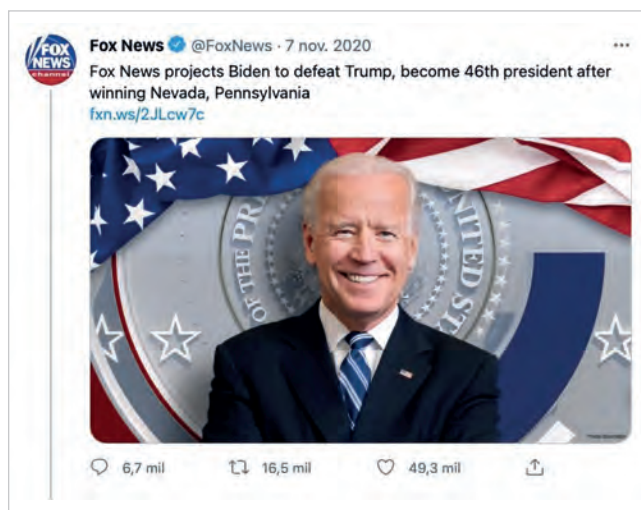 FOX
NEWS
channel
Fox News @FoxNews · 7 nov. 2020
Fox News projects Biden to defeat Trump, become 46th president after
winning Nevada, Pennsylvania
fxn.ws/2JLcw7c
OF THE PR
UNITED STA
6,7 mil 16,5 mil 49,3 mil